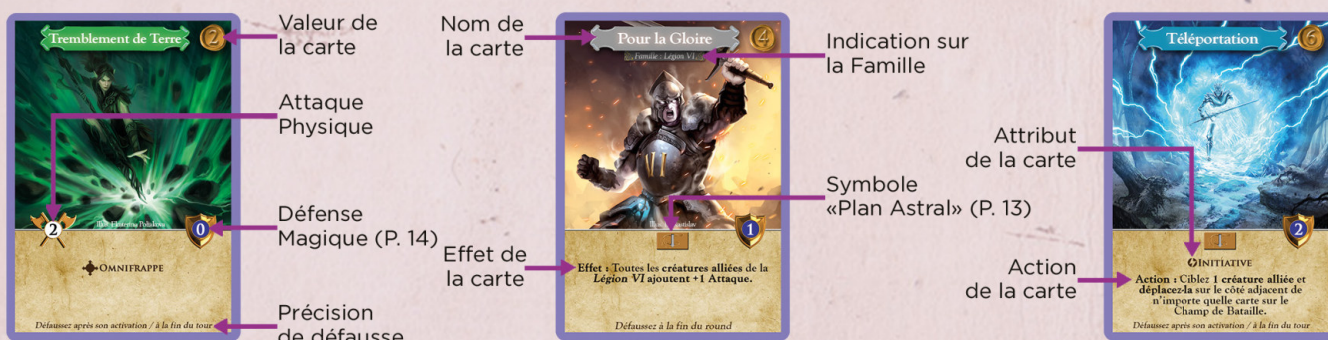 Tremblement de Terre
2
Valeur de
la carte
Attaque
Physique
2
0
Défense
Magique (P. 14)
OMNIFRAPPE
Défaussez après son activation / à la fin du tour
Précision
de défausse
Nom de
la carte
Pour la Gloire
4
Famille : Légion VI
Indication sur
la Famille
VI
Symbole
«Plan Astral» (P. 13)
1
1
Effet de
la carte
Effet : Toutes les créatures alliées de la
Légion VI ajoutent +1 Attaque.
Défaussez à la fin du round
Téléportation
6
Attribut
de la carte
1
2
INITIATIVE
Action
de la carte
Action : Ciblez 1 créature alliée et
déplacez-la sur le côté adjacent de
n'importe quelle carte sur le
Champ de Bataille.
Défaussez après son activation / à la fin du tour